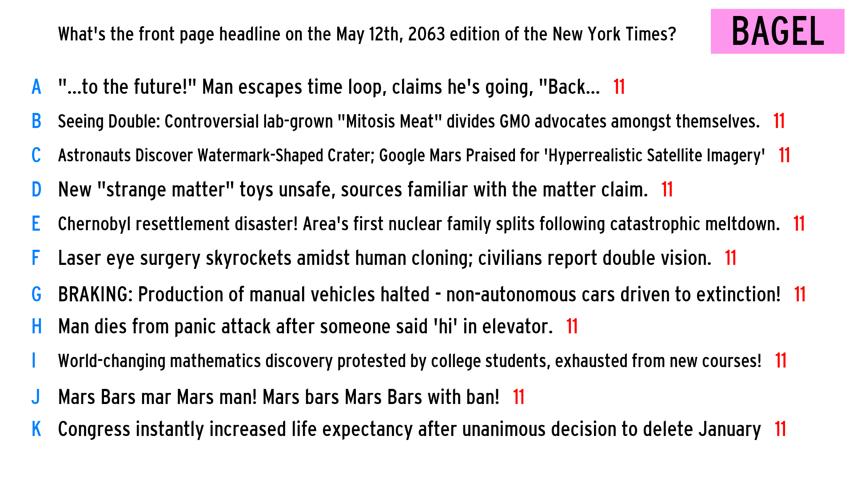 What's the front page headline on the May 12th, 2063 edition of the New York Times?
BAGEL
A "...to the future!" Man escapes time loop, claims he's going, "Back... 11
B Seeing Double: Controversial lab-grown "Mitosis Meat" divides GMO advocates amongst themselves. 11
C Astronauts Discover Watermark-Shaped Crater; Google Mars Praised for 'Hyperrealistic Satellite Imagery' 11
D New "strange matter" toys unsafe, sources familiar with the matter claim. 11
E Chernobyl resettlement disaster! Area's first nuclear family splits following catastrophic meltdown. 11
F Laser eye surgery skyrockets amidst human cloning; civilians report double vision. 11
G BRAKING: Production of manual vehicles halted - non-autonomous cars driven to extinction! 11
H Man dies from panic attack after someone said 'hi' in elevator. 11
I World-changing mathematics discovery protested by college students, exhausted from new courses! 11
J Mars Bars mar Mars man! Mars bars Mars Bars with ban! 11
K Congress instantly increased life expectancy after unanimous decision to delete January 11